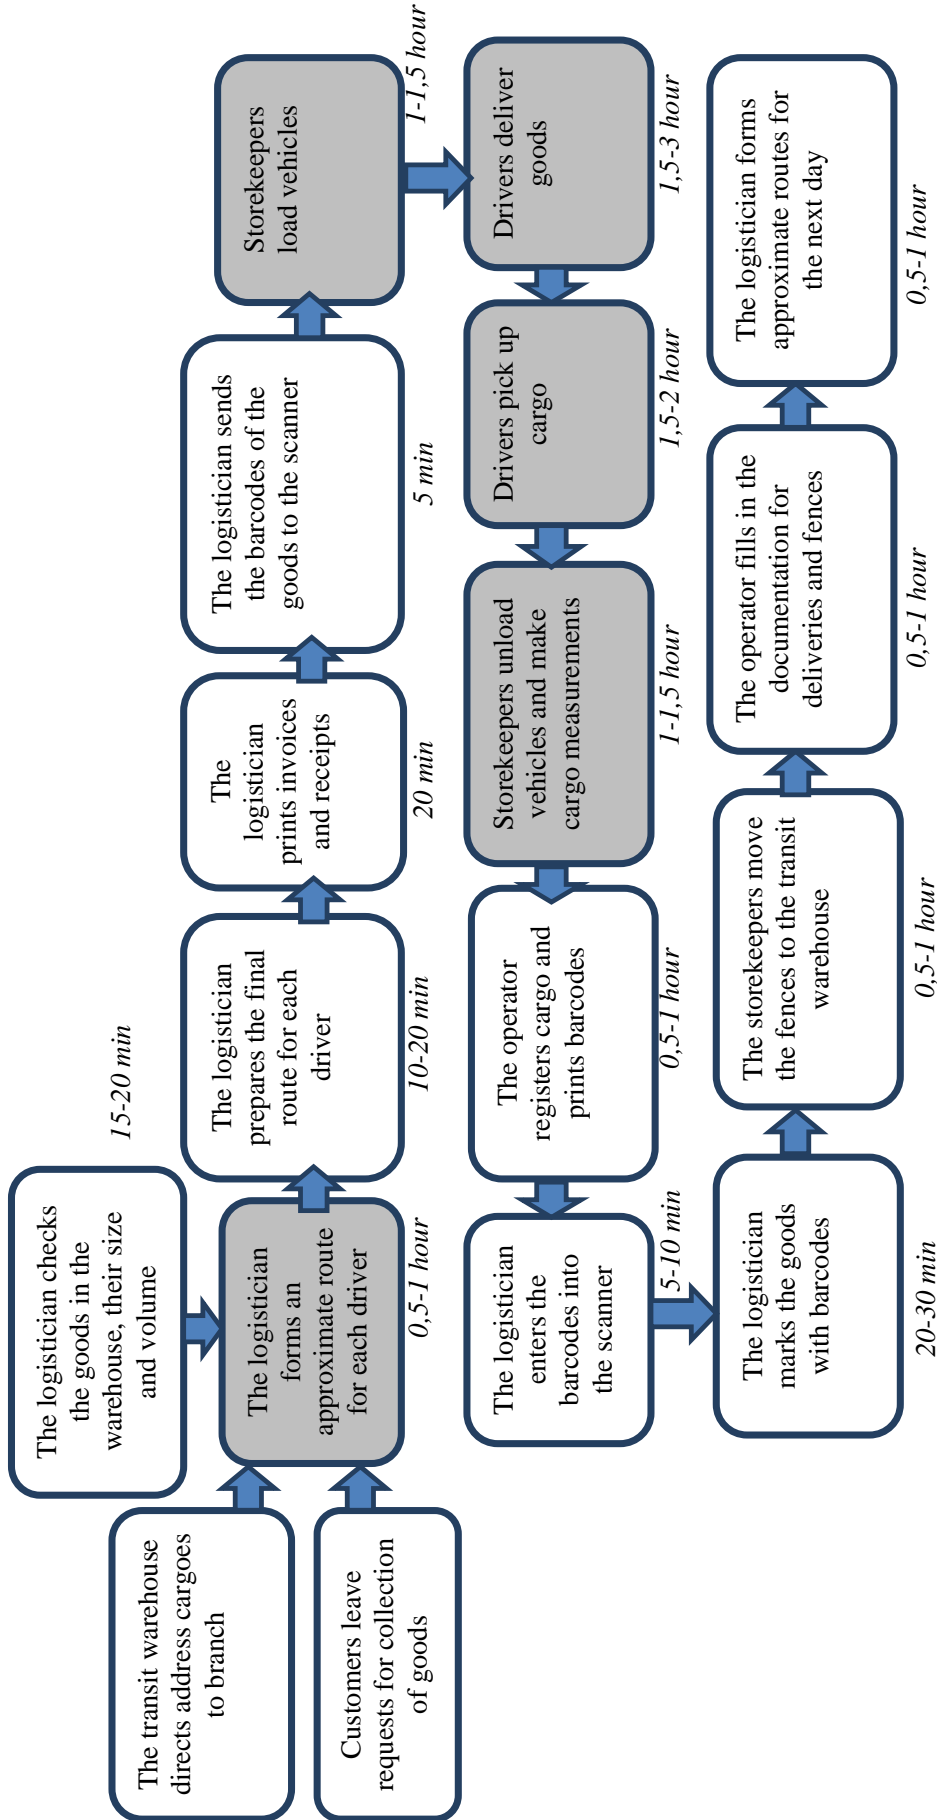 The logistician checks
the goods in the
warehouse, their size
and volume
15-20 min
The transit warehouse
directs address cargoes
to branch
Customers leave
requests for collection
of goods
The logistician
forms an
approximate route
for each driver
0,5-1 hour
The logistician
prepares the final
route for each
driver
10-20 min
The
logistician
prints invoices
and receipts
20 min
The logistician sends
the barcodes of the
goods to the scanner
5 min
Storekeepers
load vehicles
1-1,5 hour
Drivers deliver
goods
1,5-3 hour
Drivers pick up
cargo
1,5-2 hour
Storekeepers unload
vehicles and make
cargo measurements
1-1,5 hour
The operator
registers cargo and
prints barcodes
0,5-1 hour
The logistician
enters the
barcodes into
the scanner
5-10 min
The logistician
marks the goods
with barcodes
20-30 min
The storekeepers move
the fences to the transit
warehouse
0,5-1 hour
The operator fills in the
documentation for
deliveries and fences
0,5-1 hour
The logistician forms
approximate routes for
the next day
0,5-1 hour